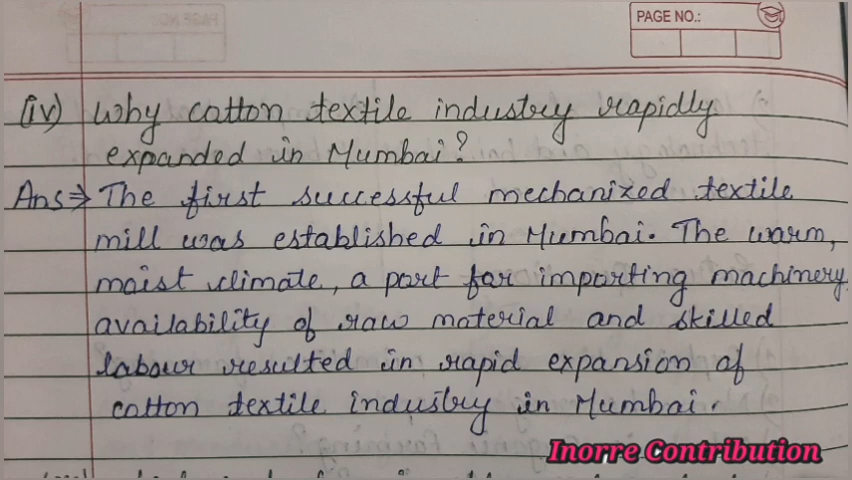 PAGE NO.:
(iv) Why cotton textile industry rapidly
expanded in Mumbai?
Ans⇒ The first successful mechanized textile
mill was established in Mumbai. The warm,
moist climate, a port for importing machinery,
availability of raw material and skilled
labour resulted in rapid expansion of
cotton textile industry in Mumbai.
Inorre Contribution